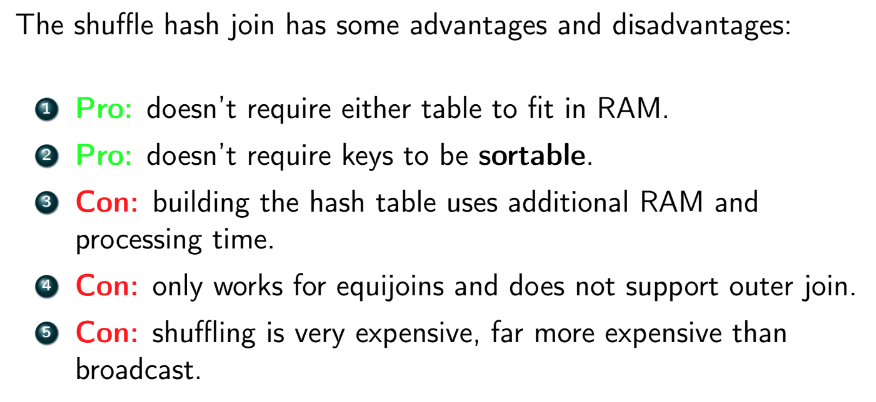 The shuffle hash join has some advantages and disadvantages:
1 Pro: doesn't require either table to fit in RAM.
2 Pro: doesn't require keys to be sortable.
3 Con: building the hash table uses additional RAM and
processing time.
4 Con: only works for equijoins and does not support outer join.
5 Con: shuffling is very expensive, far more expensive than
broadcast.